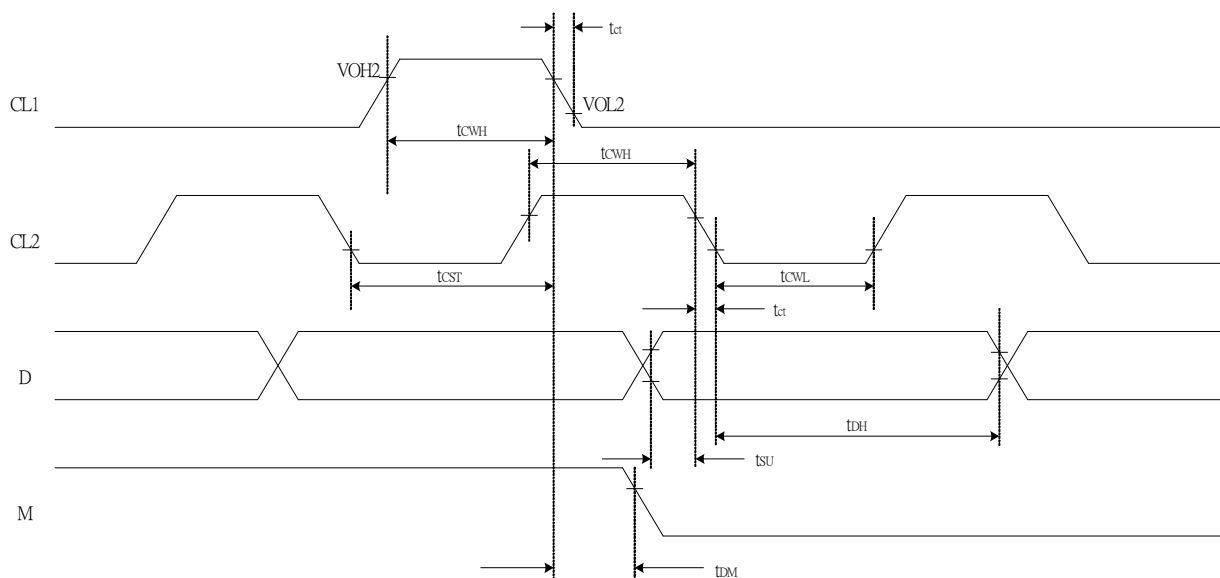 tct
VOH2
CL1
VOL2
tCWH
tCWH
CL2
tCST
tCWL
tct
D
tDH
tSU
M
tDM